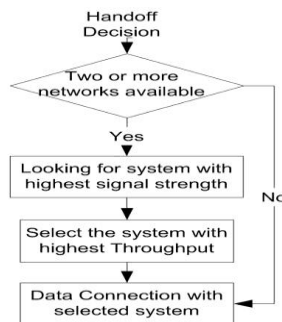 Handoff
Decision
Two or more
networks available
Yes
No
Looking for system with
highest signal strength
Select the system with
highest Throughput
Data Connection with
selected system